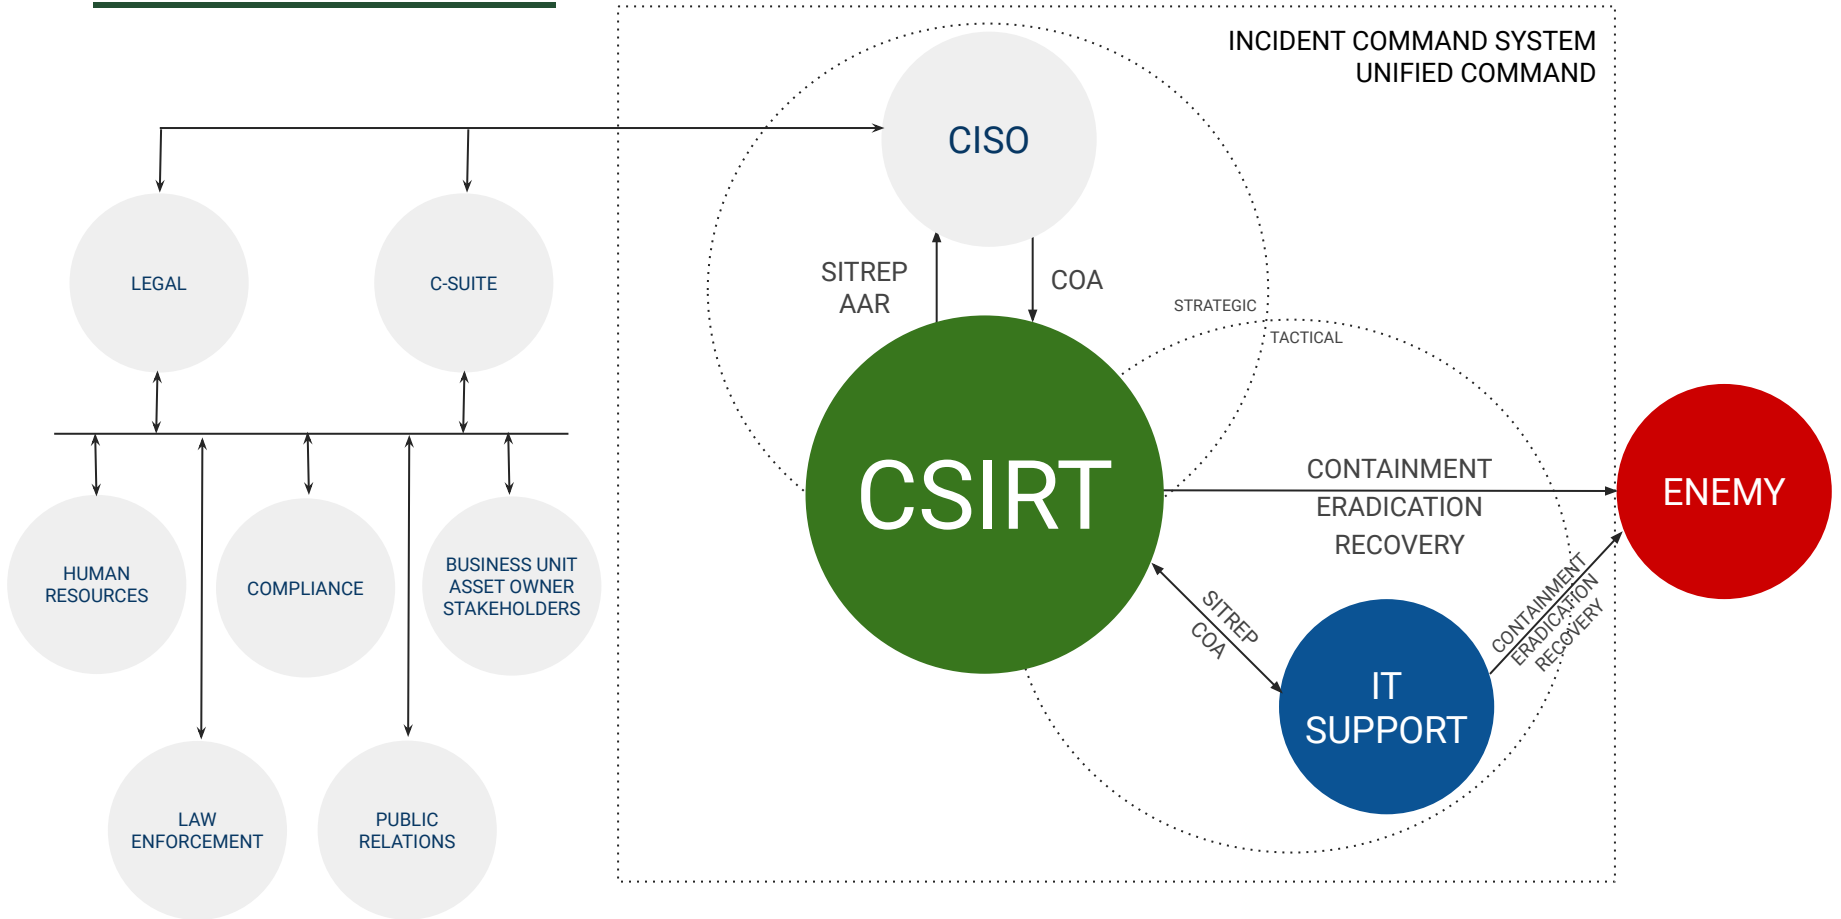 INCIDENT COMMAND SYSTEM
UNIFIED COMMAND
CISO
LEGAL
C-SUITE
SITREP
AAR
COA
STRATEGIC
TACTICAL
CSIRT
CONTAINMENT
ERADICATION
RECOVERY
ENEMY
HUMAN
RESOURCES
COMPLIANCE
BUSINESS UNIT
ASSET OWNER
STAKEHOLDERS
SITREP
COA
CONTAINMENT
ERADICATION
RECOVERY
IT
SUPPORT
LAW
ENFORCEMENT
PUBLIC
RELATIONS